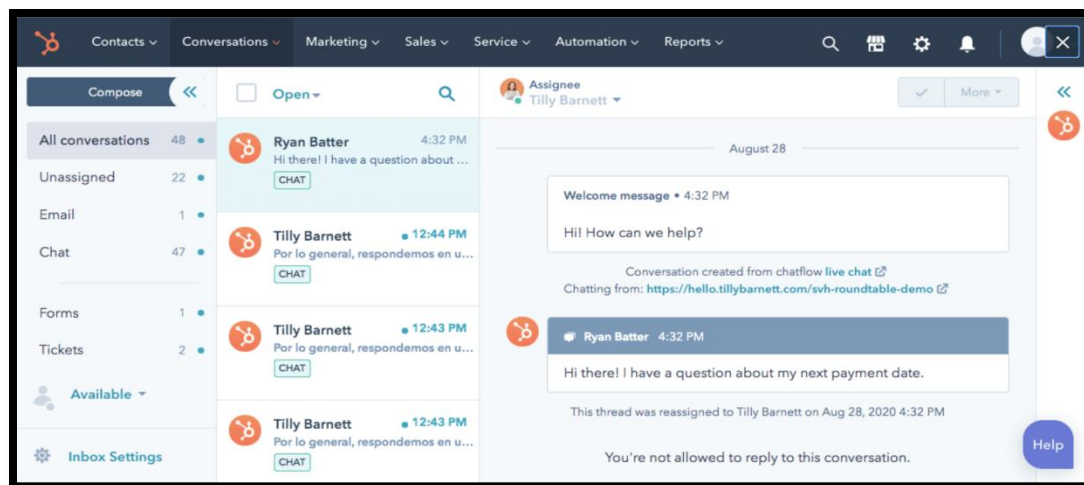 Contacts Conversations Marketing Sales Service Automation Reports
Compose
All conversations 48
Unassigned 22
Email 1
Chat 47
Forms 1
Tickets 2
Available
Inbox Settings
Open
Ryan Batter 4:32 PM
Hi there! I have a question about ...
CHAT
Tilly Barnett 12:44 PM
Por lo general, respondemos en u...
CHAT
Tilly Barnett 12:43 PM
Por lo general, respondemos en u...
CHAT
Tilly Barnett 12:43 PM
Por lo general, respondemos en u...
CHAT
Assignee
Tilly Barnett
More
August 28
Welcome message • 4:32 PM
Hi! How can we help?
Conversation created from chatflow live chat
Chatting from: https://hello.tillybarnett.com/svh-roundtable-demo
Ryan Batter 4:32 PM
Hi there! I have a question about my next payment date.
This thread was reassigned to Tilly Barnett on Aug 28, 2020 4:32 PM
You're not allowed to reply to this conversation.
Help